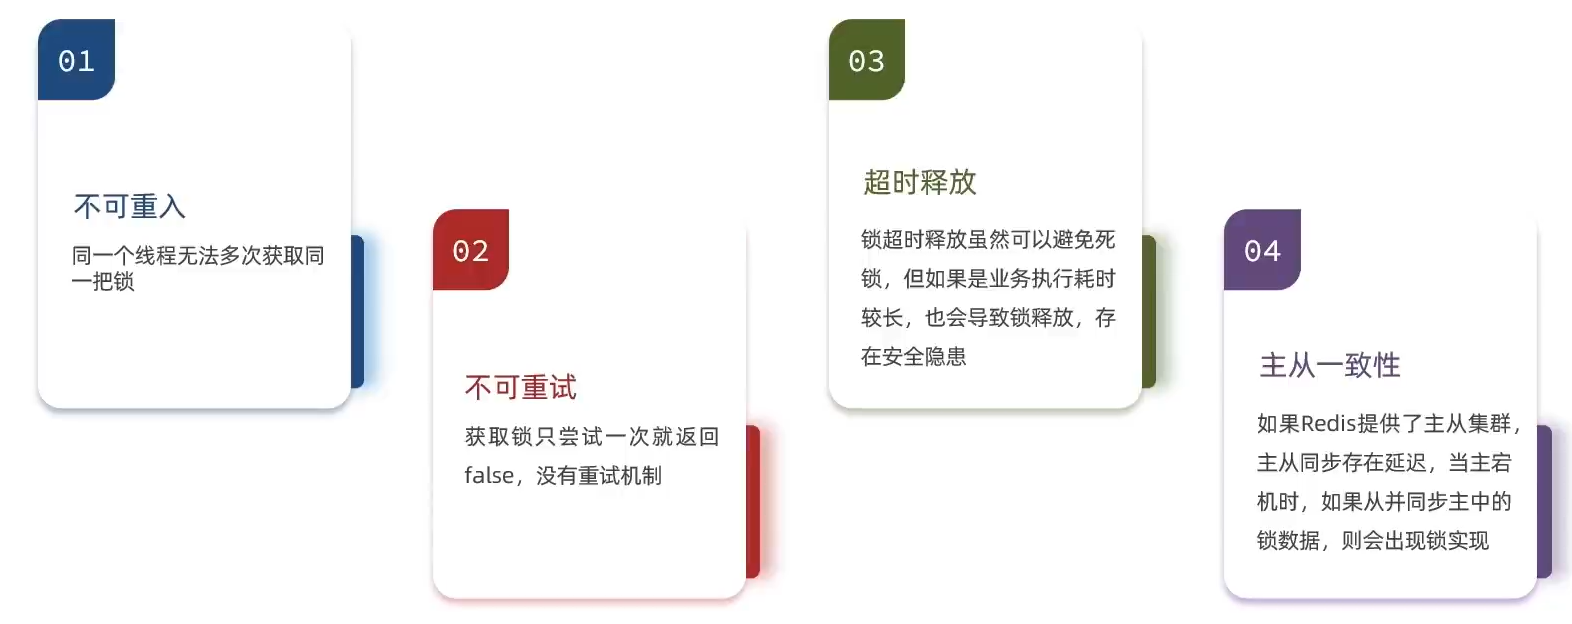 01
不可重入
同一个线程无法多次获取同
一把锁
02
不可重试
获取锁只尝试一次就返回
false，没有重试机制
03
超时释放
锁超时释放虽然可以避免死
锁，但如果是业务执行耗时
较长，也会导致锁释放，存
在安全隐患
04
主从一致性
如果Redis提供了主从集群，
主从同步存在延迟，当主宕
机时，如果从并同步主中的
锁数据，则会出现锁实现